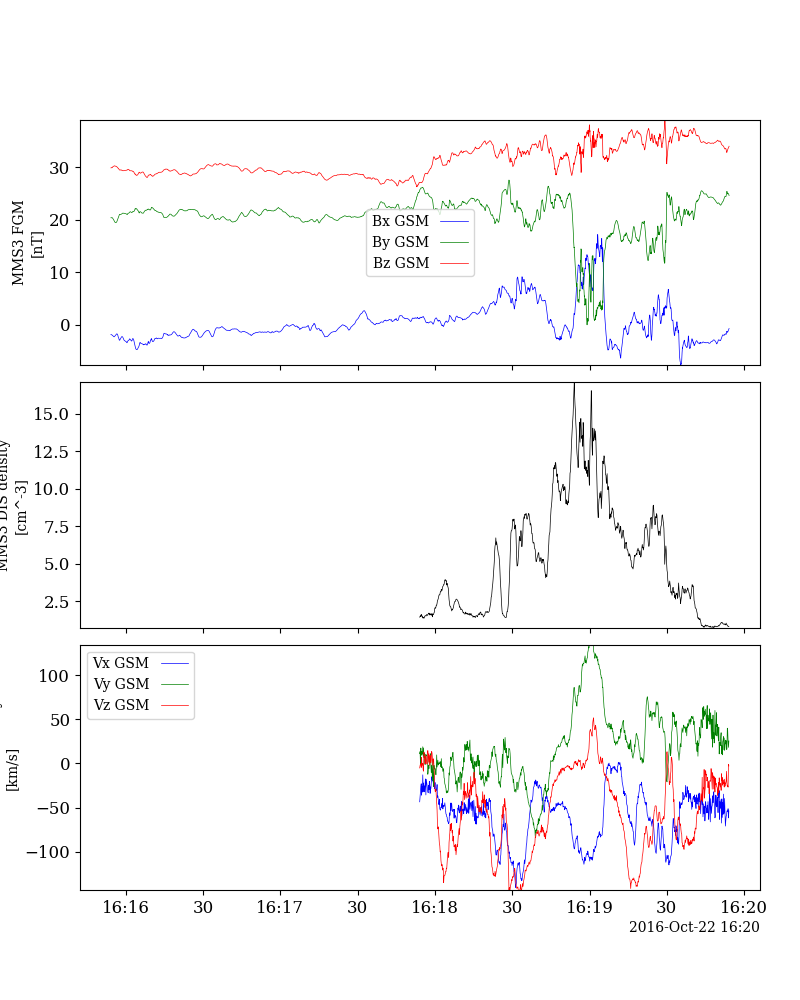 MMS3 FGM
[nT]
30
20
10
0
Bx GSM
By GSM
Bz GSM
MMS3 DIS density
[cm^-3]
15.0
12.5
10.0
7.5
5.0
2.5
[km/s]
100
50
0
−50
−100
Vx GSM
Vy GSM
Vz GSM
16:16 30 16:17 30 16:18 30 16:19 30 16:20
2016-Oct-22 16:20